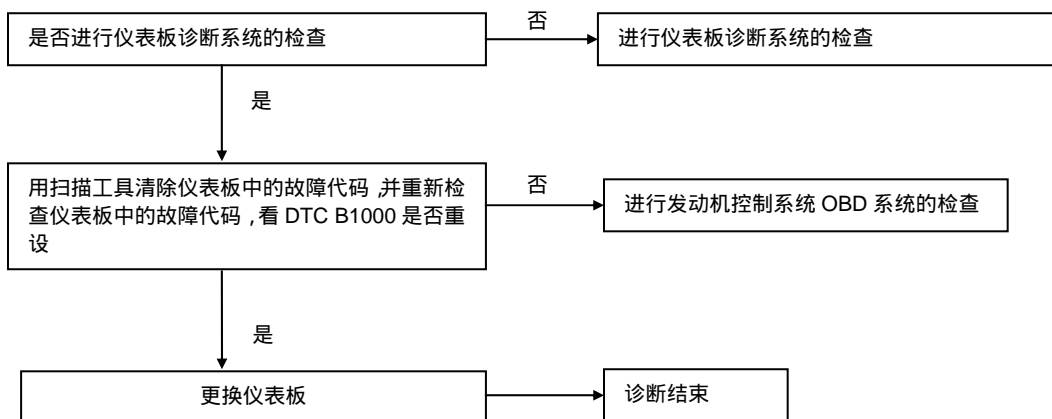 是否进行仪表板诊断系统的检查
否
进行仪表板诊断系统的检查
是
用扫描工具清除仪表板中的故障代码,并重新检
查仪表板中的故障代码,看 DTC B1000 是否重
设
否
进行发动机控制系统 OBD 系统的检查
是
更换仪表板
诊断结束